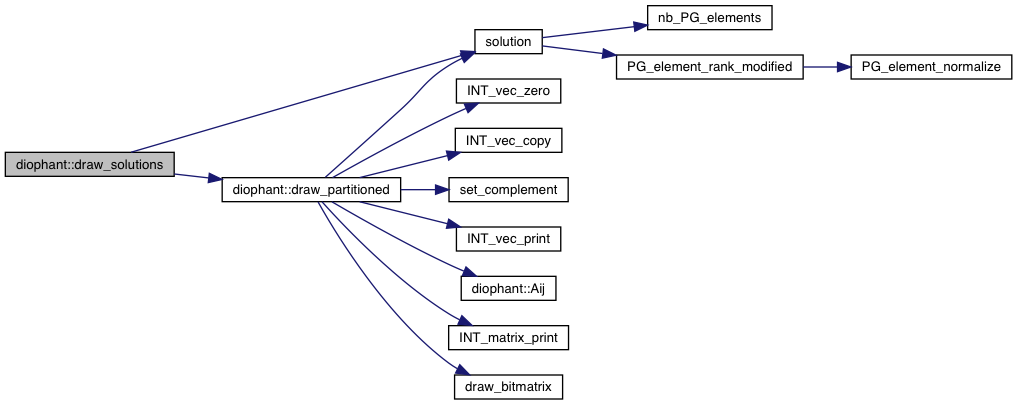 diophant::draw_solutions
diophant::draw_partitioned
solution
nb_PG_elements
PG_element_rank_modified
PG_element_normalize
INT_vec_zero
INT_vec_copy
set_complement
INT_vec_print
diophant::Aij
INT_matrix_print
draw_bitmatrix